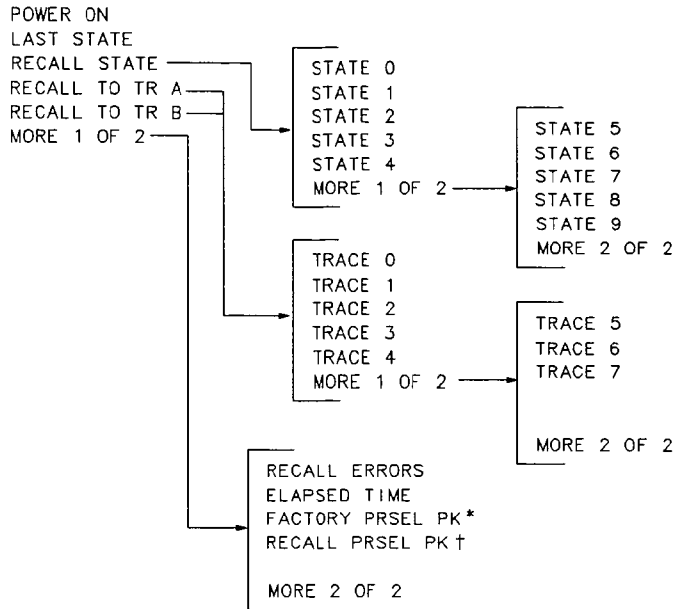 POWER ON
LAST STATE
RECALL STATE
RECALL TO TR A
RECALL TO TR B
MORE 1 OF 2
STATE 0
STATE 1
STATE 2
STATE 3
STATE 4
MORE 1 OF 2
STATE 5
STATE 6
STATE 7
STATE 8
STATE 9
MORE 2 OF 2
TRACE 0
TRACE 1
TRACE 2
TRACE 3
TRACE 4
MORE 1 OF 2
TRACE 5
TRACE 6
TRACE 7
MORE 2 OF 2
RECALL ERRORS
ELAPSED TIME
FACTORY PRSEL PK*
RECALL PRSEL PK†
MORE 2 OF 2